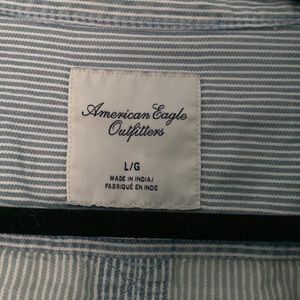 American Eagle
Outfitters
L/G
MADE IN INDIA/
FABRIQUÉ EN INDE